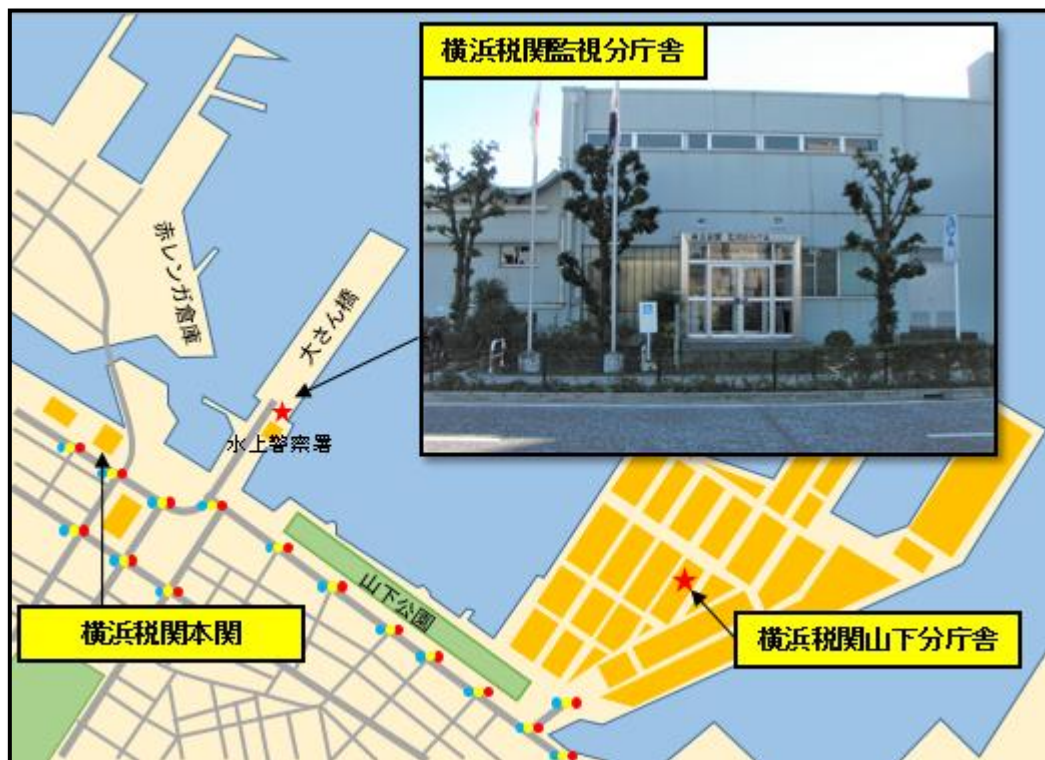 横浜税関監視分庁舎
赤レンガ倉庫
大さん橋
水上警察署
山下公園
横浜税関本関
横浜税関山下分庁舎